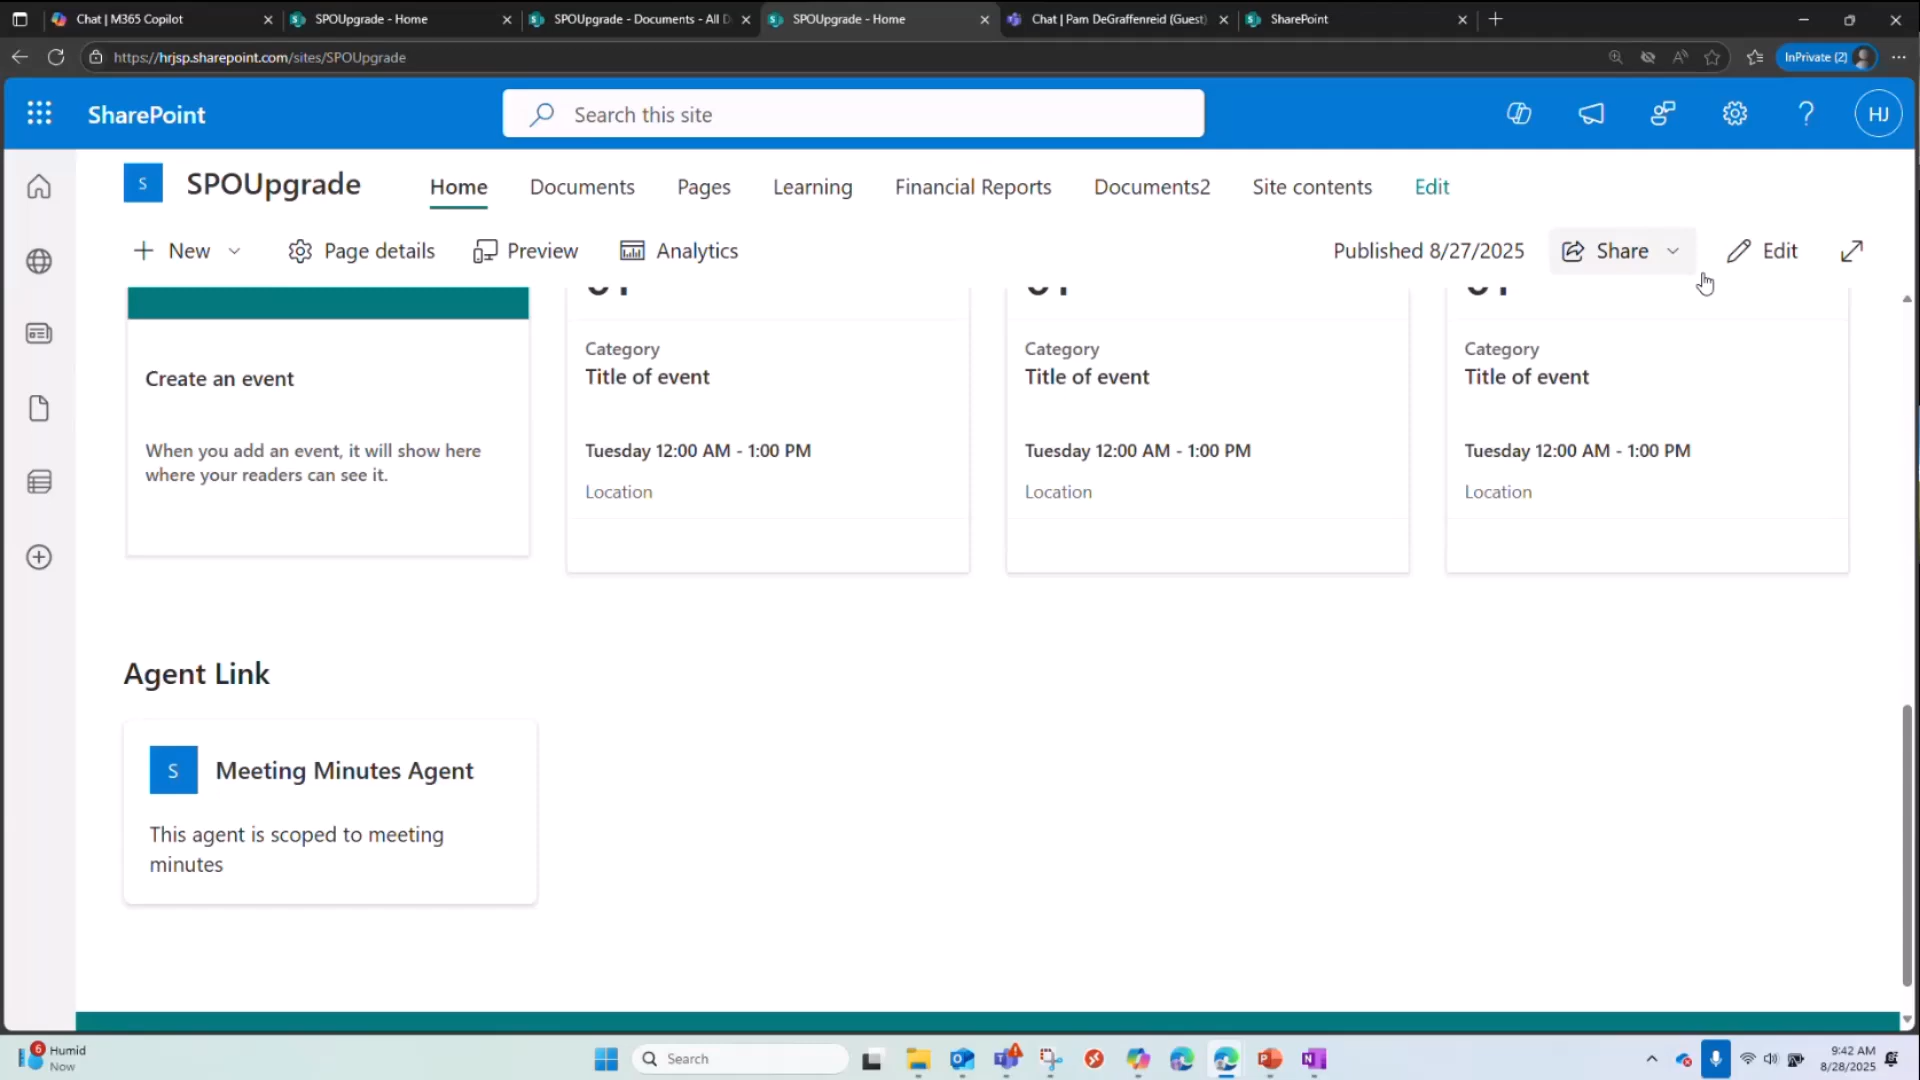 Chat | M365 Copilot
SPOUpgrade - Home
SPOUpgrade - Documents - All D
SPOUpgrade - Home
Chat | Pam DeGraffenreid (Guest)
SharePoint
https://hrjsp.sharepoint.com/sites/SPOUpgrade
InPrivate (2)
SharePoint
Search this site
HJ
S
SPOUpgrade
Home
Documents
Pages
Learning
Financial Reports
Documents2
Site contents
Edit
New
Page details
Preview
Analytics
Published 8/27/2025
Share
Edit
Create an event
When you add an event, it will show here
where your readers can see it.
Category
Title of event
Tuesday 12:00 AM - 1:00 PM
Location
Category
Title of event
Tuesday 12:00 AM - 1:00 PM
Location
Category
Title of event
Tuesday 12:00 AM - 1:00 PM
Location
Agent Link
S
Meeting Minutes Agent
This agent is scoped to meeting
minutes
6
Humid
Now
Search
9:42 AM
8/28/2025